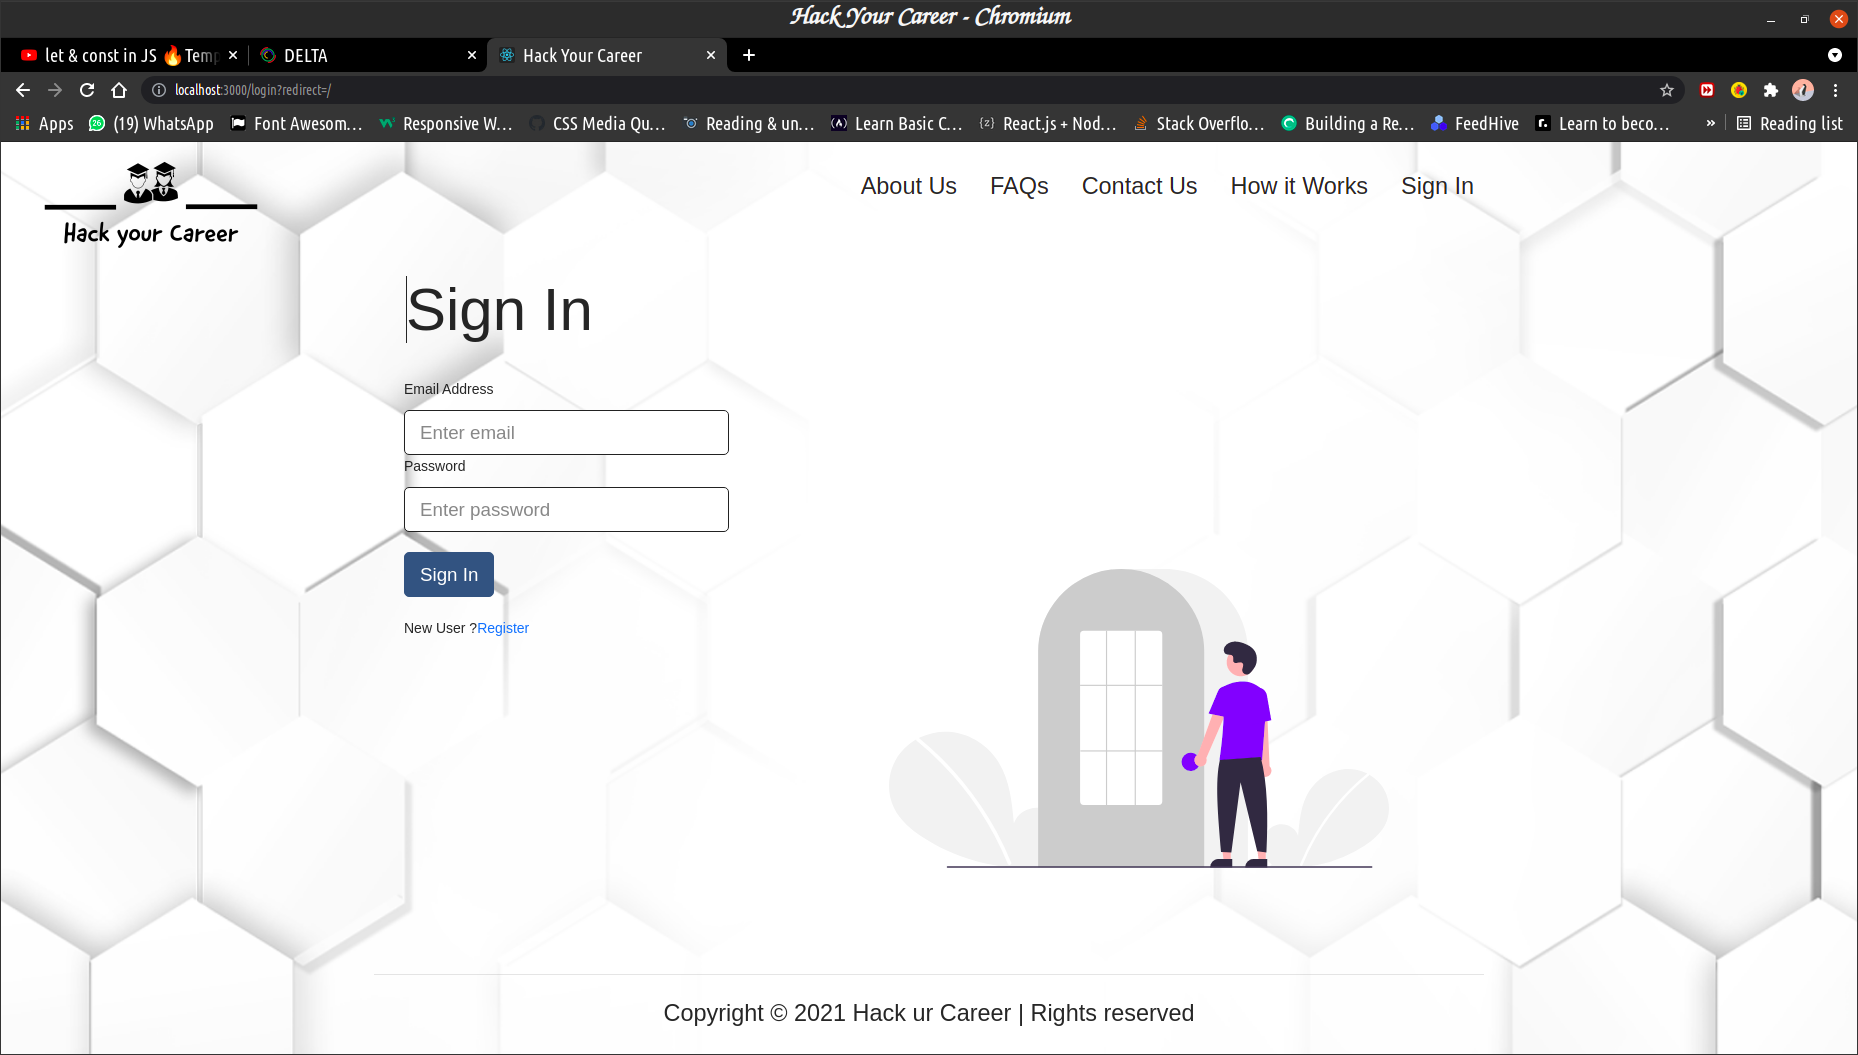 Hack Your Career - Chromium
let & const in JS 🔥Temp
DELTA
Hack Your Career
localhost:3000/login?redirect=/
Apps
(19) WhatsApp
Font Awesom…
Responsive W…
CSS Media Qu…
Reading & un…
Learn Basic C…
React.js + Nod…
Stack Overflo…
Building a Re…
FeedHive
Learn to beco…
»
Reading list
Hack your Career
About Us
FAQs
Contact Us
How it Works
Sign In
Sign In
Email Address
Enter email
Password
Enter password
Sign In
New User ?Register
Copyright © 2021 Hack ur Career | Rights reserved